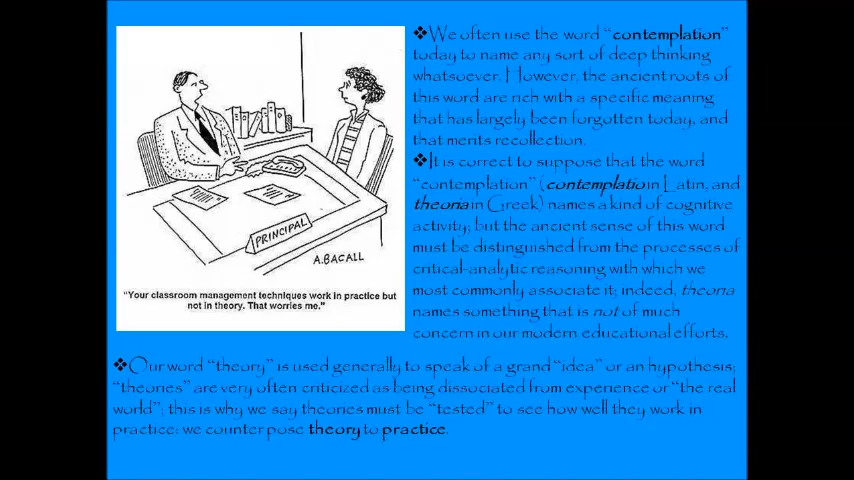 ❖We often use the word “contemplation”
today to name any sort of deep thinking
whatsoever. However, the ancient roots of
this word are rich with a specific meaning
that has largely been forgotten today, and
that merits recollection.
❖It is correct to suppose that the word
“contemplation” (contemplatio in Latin, and
theoria in Greek) names a kind of cognitive
activity; but the ancient sense of this word
must be distinguished from the processes of
critical-analytic reasoning with which we
most commonly associate it; indeed, theoria
names something that is not of much
concern in our modern educational efforts.
PRINCIPAL
A.BACALL
"Your classroom management techniques work in practice but
not in theory. That worries me."
❖Our word “theory” is used generally to speak of a grand “idea” or an hypothesis;
“theories” are very often criticized as being dissociated from experience or “the real
world”; this is why we say theories must be “tested” to see how well they work in
practice: we counter pose theory to practice.